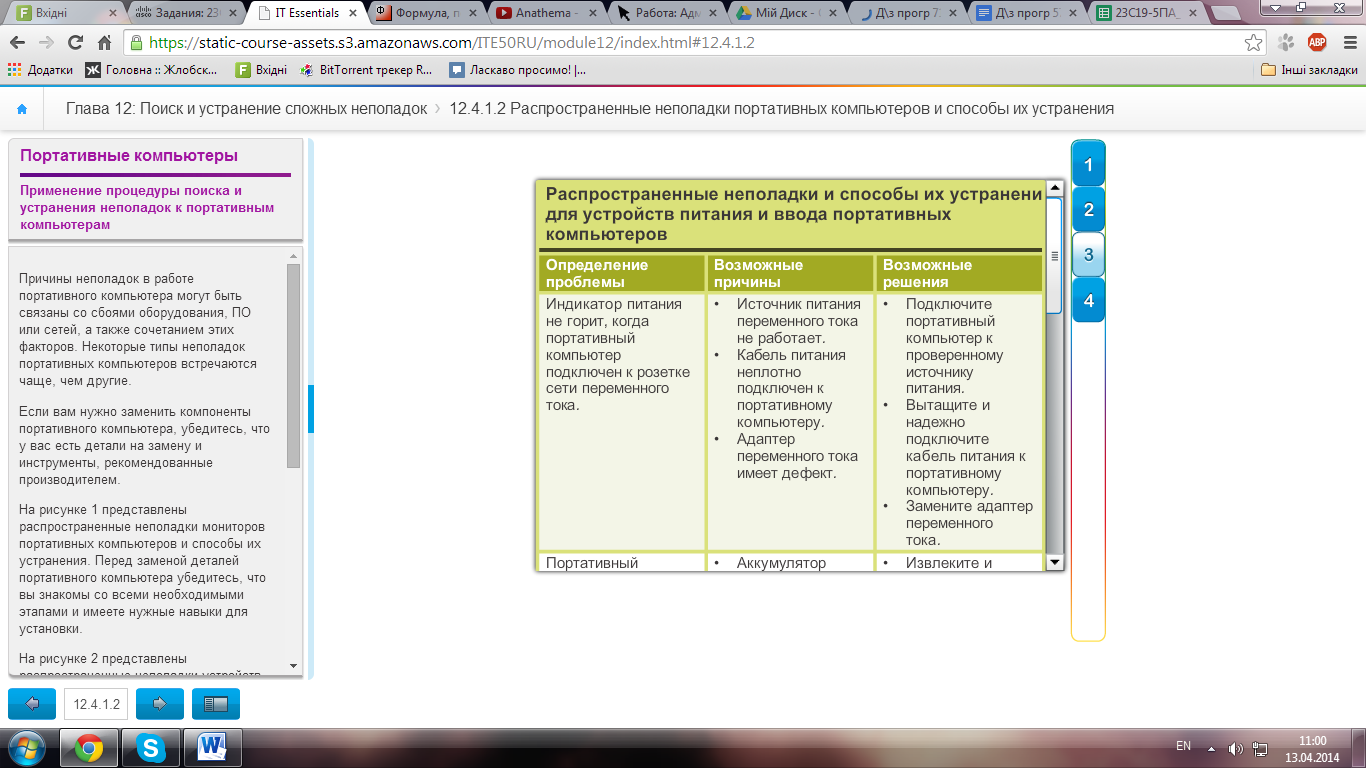 Вхідні
Задания: 23
IT Essentials
Формула, п
Anathema -
Работа: Адм
Мій Диск -
Д\з прогр 7
Д\з прогр 5
23С19-5ПА_
https://static-course-assets.s3.amazonaws.com/ITE50RU/module12/index.html#12.4.1.2
Додатки
Головна :: Жлобск...
Вхідні
BitTorrent трекер R...
Ласкаво просимо! |...
Інші закладки
Глава 12: Поиск и устранение сложных неполадок
12.4.1.2 Распространенные неполадки портативных компьютеров и способы их устранения
Портативные компьютеры
Применение процедуры поиска и
устранения неполадок к портативным
компьютерам
Причины неполадок в работе
портативного компьютера могут быть
связаны со сбоями оборудования, ПО
или сетей, а также сочетанием этих
факторов. Некоторые типы неполадок
портативных компьютеров встречаются
чаще, чем другие.
Если вам нужно заменить компоненты
портативного компьютера, убедитесь, что
у вас есть детали на замену и
инструменты, рекомендованные
производителем.
На рисунке 1 представлены
распространенные неполадки мониторов
портативных компьютеров и способы их
устранения. Перед заменой деталей
портативного компьютера убедитесь, что
вы знакомы со всеми необходимыми
этапами и имеете нужные навыки для
установки.
На рисунке 2 представлены
распространенные неполадки устройств
Распространенные неполадки и способы их устранени
для устройств питания и ввода портативных
компьютеров
Определение
проблемы
Возможные
причины
Возможные
решения
Индикатор питания
не горит, когда
портативный
компьютер
подключен к розетке
сети переменного
тока.
• Источник питания
переменного тока
не работает.
• Кабель питания
неплотно
подключен к
портативному
компьютеру.
• Адаптер
переменного тока
имеет дефект.
• Подключите
портативный
компьютер к
проверенному
источнику
питания.
• Вытащите и
надежно
подключите
кабель питания к
портативному
компьютеру.
• Замените адаптер
переменного
тока.
Портативный
• Аккумулятор
• Извлеките и
1
2
3
4
12.4.1.2
EN
11:00
13.04.2014